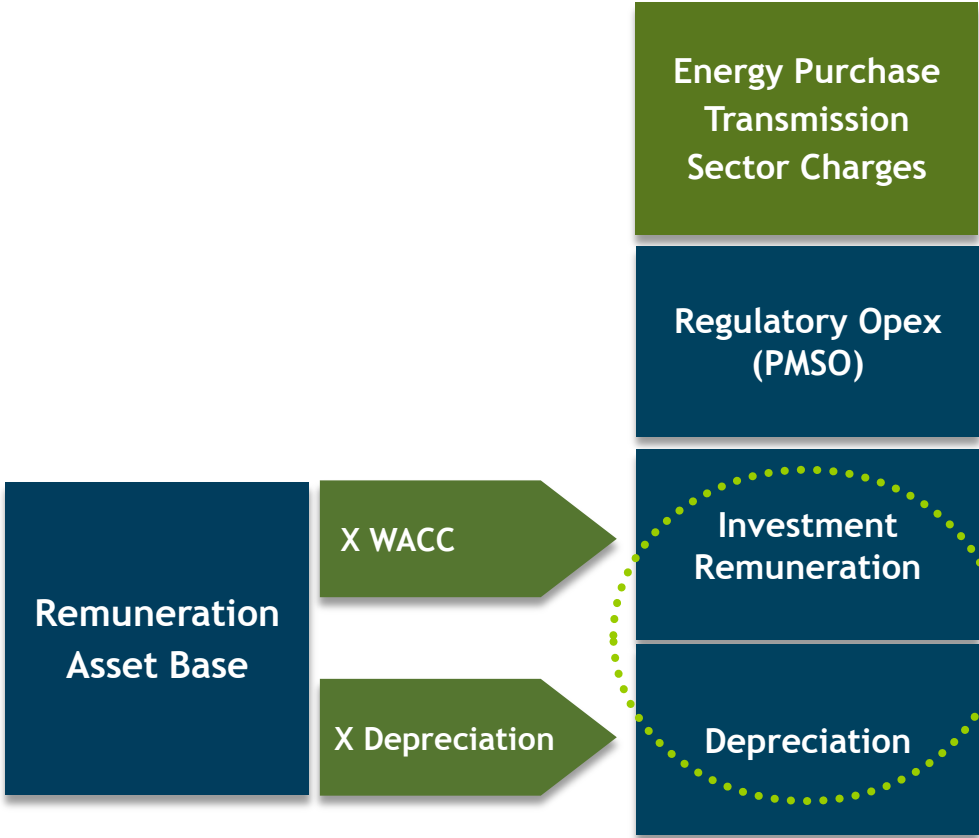 Energy Purchase
Transmission
Sector Charges
Regulatory Opex
(PMSO)
X WACC
Investment
Remuneration
Remuneration
Asset Base
X Depreciation
Depreciation